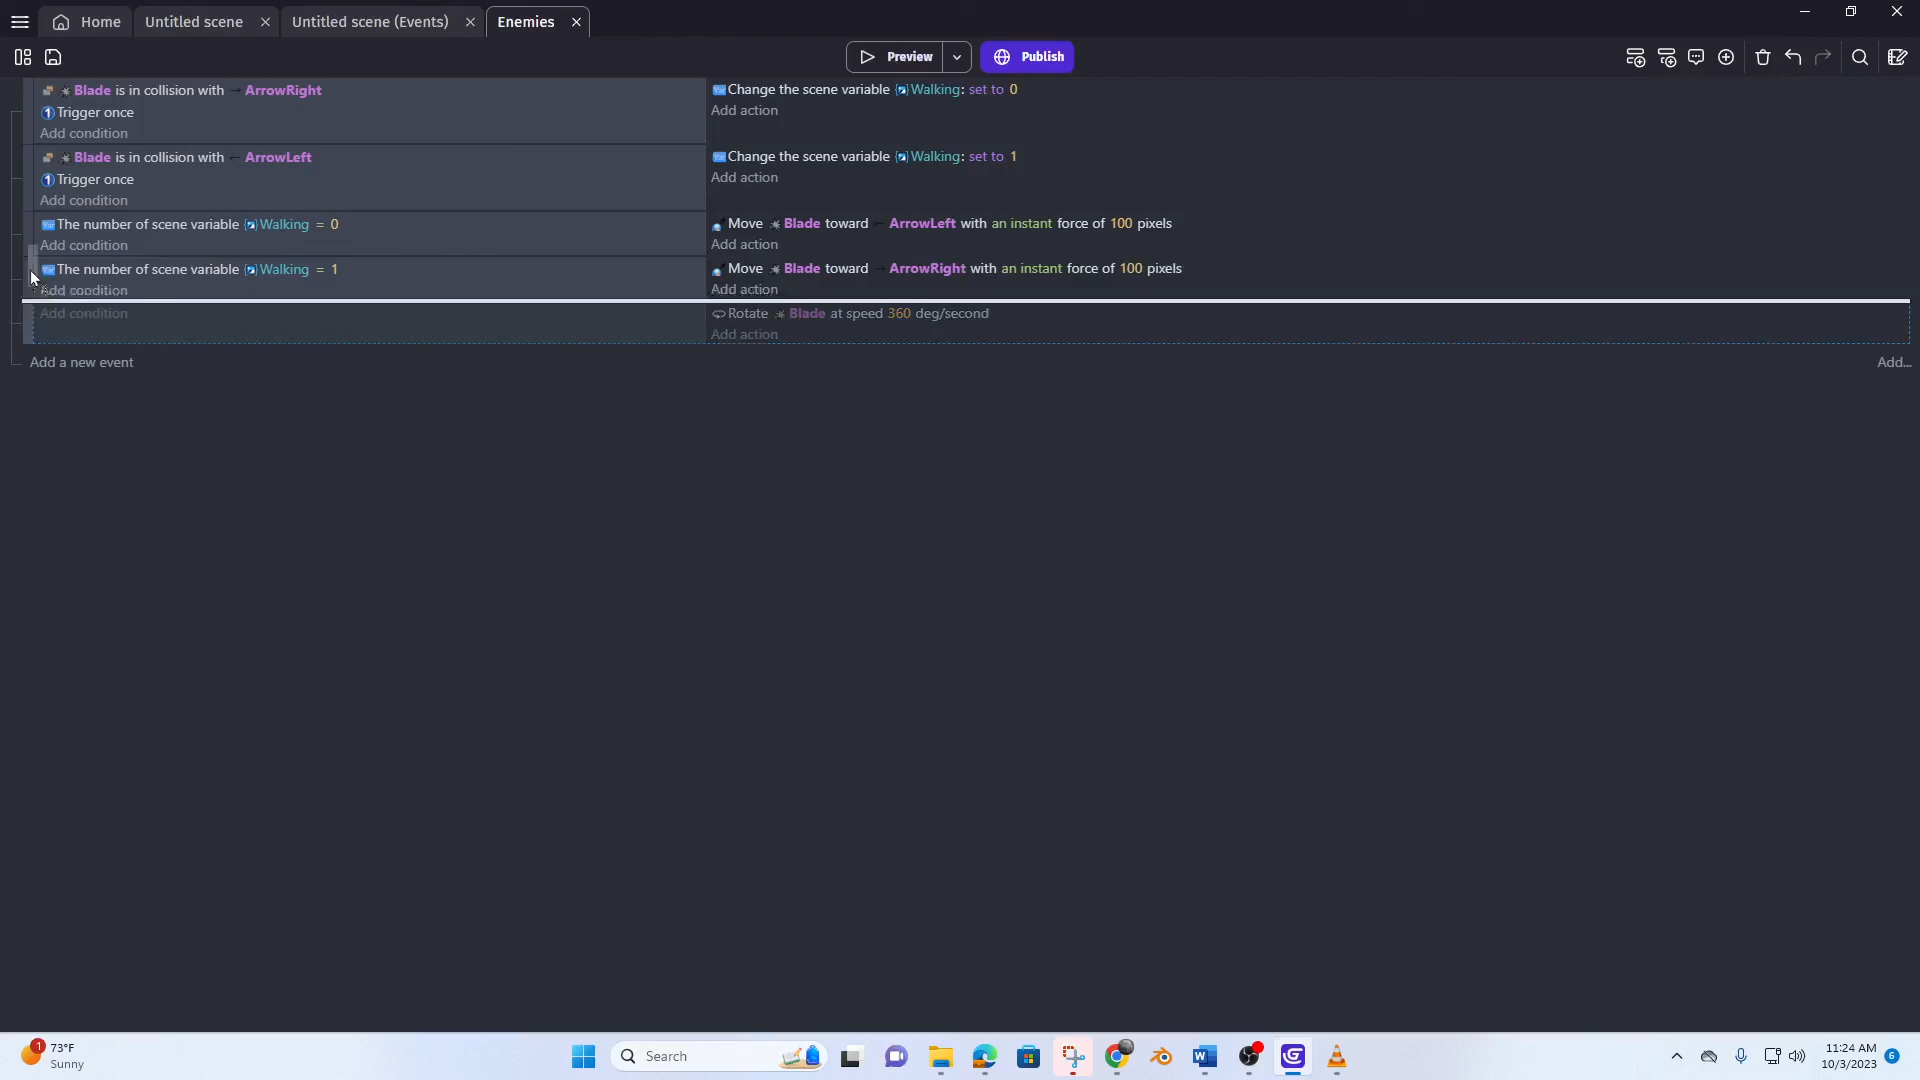 Home
Untitled scene
Untitled scene (Events)
Enemies
Preview
Publish
Blade is in collision with ArrowRight
Change the scene variable Walking: set to 0
Trigger once
Add action
Add condition
Blade is in collision with ArrowLeft
Change the scene variable Walking: set to 1
Trigger once
Add action
Add condition
The number of scene variable Walking = 0
Move Blade toward ArrowLeft with an instant force of 100 pixels
Add condition
Add action
The number of scene variable Walking = 1
Move Blade toward ArrowRight with an instant force of 100 pixels
Add condition
Add action
Add condition
Rotate Blade at speed 360 deg/second
Add action
Add a new event
Add...
1
73°F
Sunny
Search
11:24 AM
10/3/2023
6